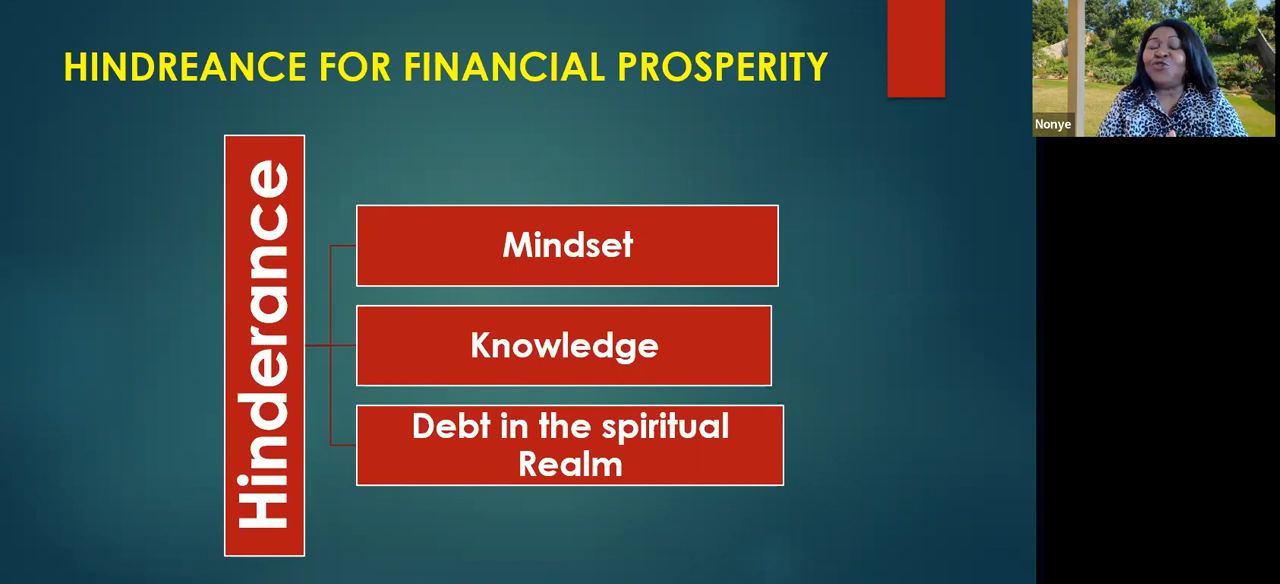 HINDREANCE FOR FINANCIAL PROSPERITY
Nonye
Hinderance
Mindset
Knowledge
Debt in the spiritual
Realm